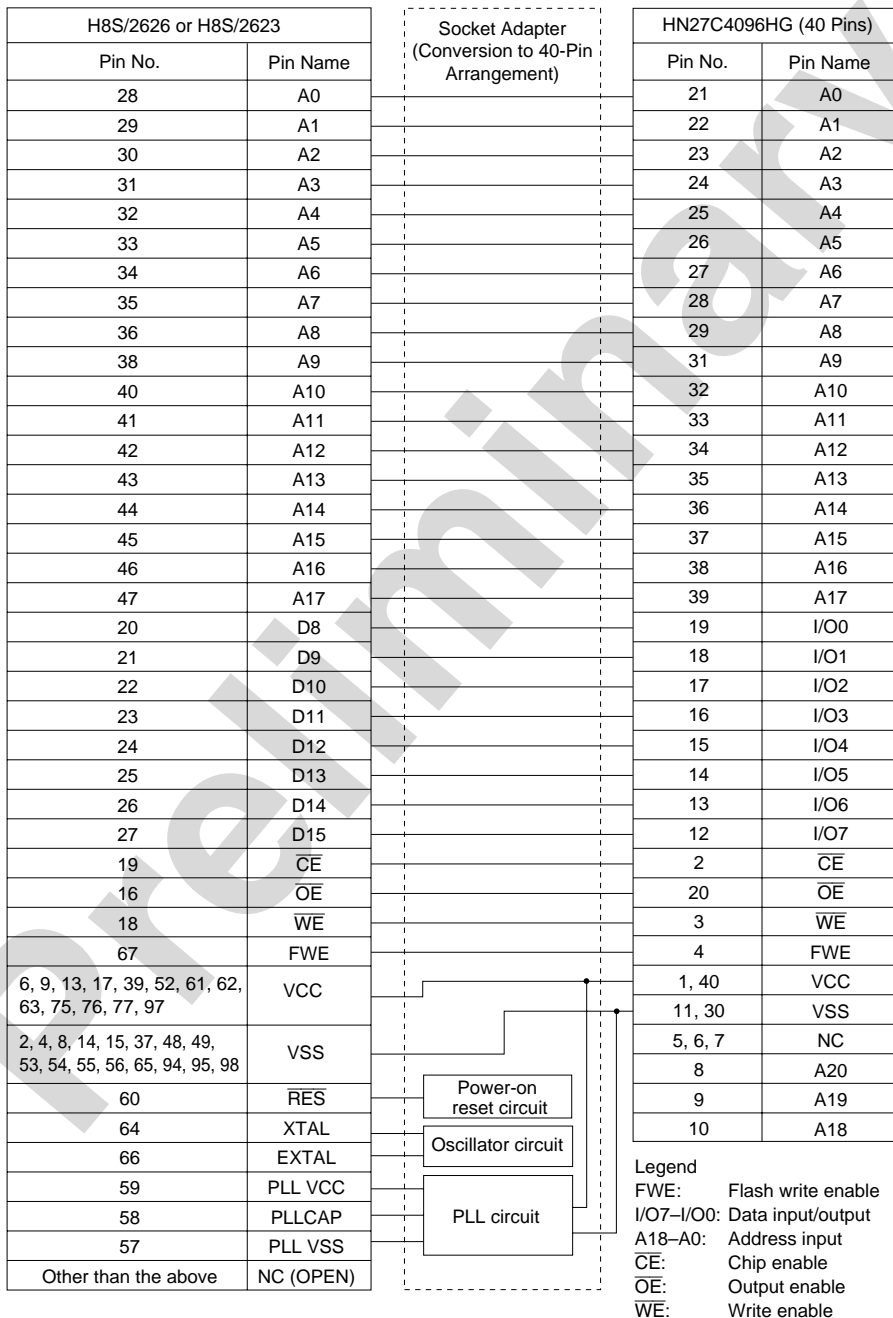 H8S/2626 or H8S/2623
Pin No. Pin Name
28 A0
29 A1
30 A2
31 A3
32 A4
33 A5
34 A6
35 A7
36 A8
38 A9
40 A10
41 A11
42 A12
43 A13
44 A14
45 A15
46 A16
47 A17
20 D8
21 D9
22 D10
23 D11
24 D12
25 D13
26 D14
27 D15
19 C̅E̅
16 O̅E̅
18 W̅E̅
67 FWE
6, 9, 13, 17, 39, 52, 61, 62, VCC
63, 75, 76, 77, 97
2, 4, 8, 14, 15, 37, 48, 49, VSS
53, 54, 55, 56, 65, 94, 95, 98
60 R̅E̅S̅
64 XTAL
66 EXTAL
59 PLL VCC
58 PLLCAP
57 PLL VSS
Other than the above NC (OPEN)
Socket Adapter
(Conversion to 40-Pin
Arrangement)
Power-on
reset circuit
Oscillator circuit
PLL circuit
HN27C4096HG (40 Pins)
Pin No. Pin Name
21 A0
22 A1
23 A2
24 A3
25 A4
26 A5
27 A6
28 A7
29 A8
31 A9
32 A10
33 A11
34 A12
35 A13
36 A14
37 A15
38 A16
39 A17
19 I/O0
18 I/O1
17 I/O2
16 I/O3
15 I/O4
14 I/O5
13 I/O6
12 I/O7
2 C̅E̅
20 O̅E̅
3 W̅E̅
4 FWE
1, 40 VCC
11, 30 VSS
5, 6, 7 NC
8 A20
9 A19
10 A18
Legend
FWE: Flash write enable
I/O7–I/O0: Data input/output
A18–A0: Address input
C̅E̅: Chip enable
O̅E̅: Output enable
W̅E̅: Write enable
Preliminary